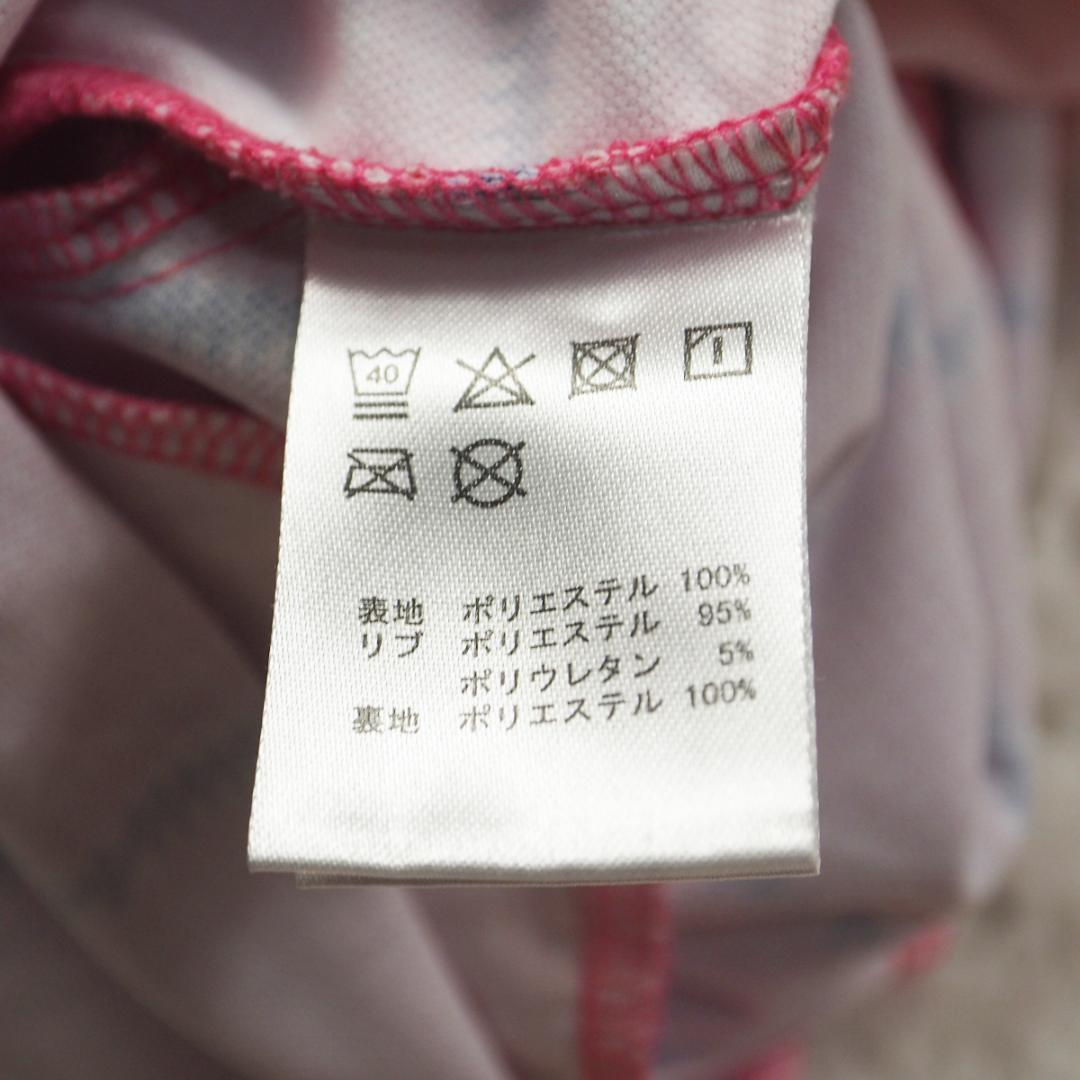 40
表地 ポリエステル 100%
リブ ポリエステル 95%
ポリウレタン 5%
裏地 ポリエステル 100%